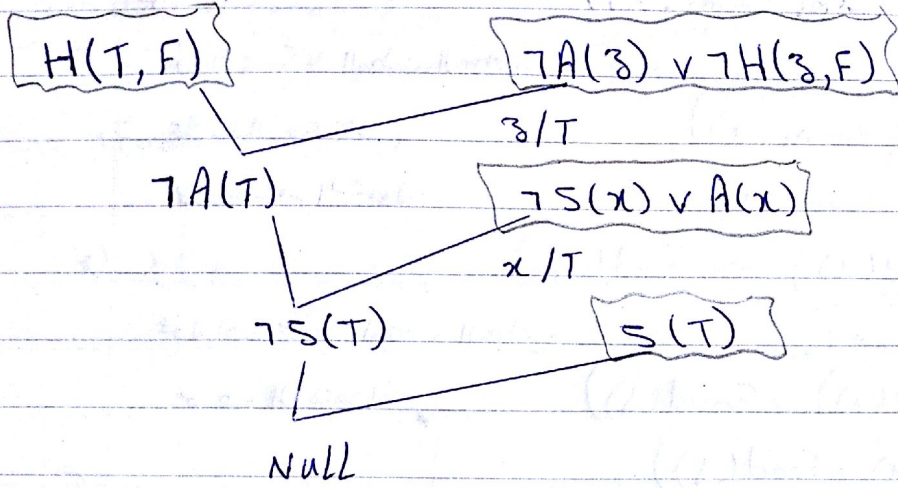 H(T,F) ¬A(z) ∨ ¬H(z,F)
z/T
¬A(T) ¬S(x) ∨ A(x)
x/T
¬S(T) S(T)
Null